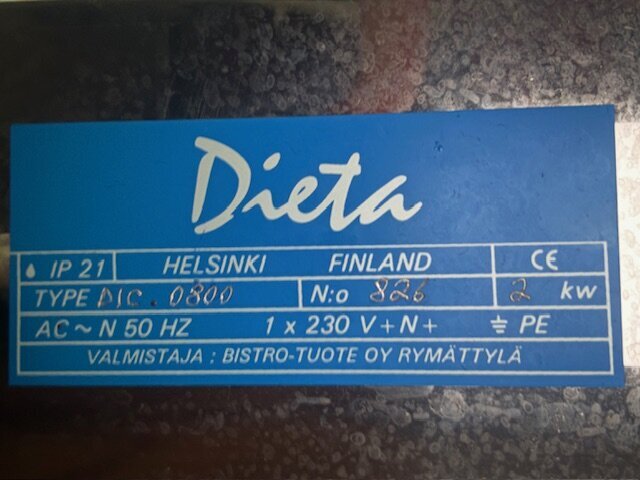 Dieta
IP 21 HELSINKI FINLAND CE
TYPE DIC.0800 N:o 826 2 kw
AC ~ N 50 HZ 1 x 230 V + N + ⏚ PE
VALMISTAJA : BISTRO-TUOTE OY RYMÄTTYLÄ